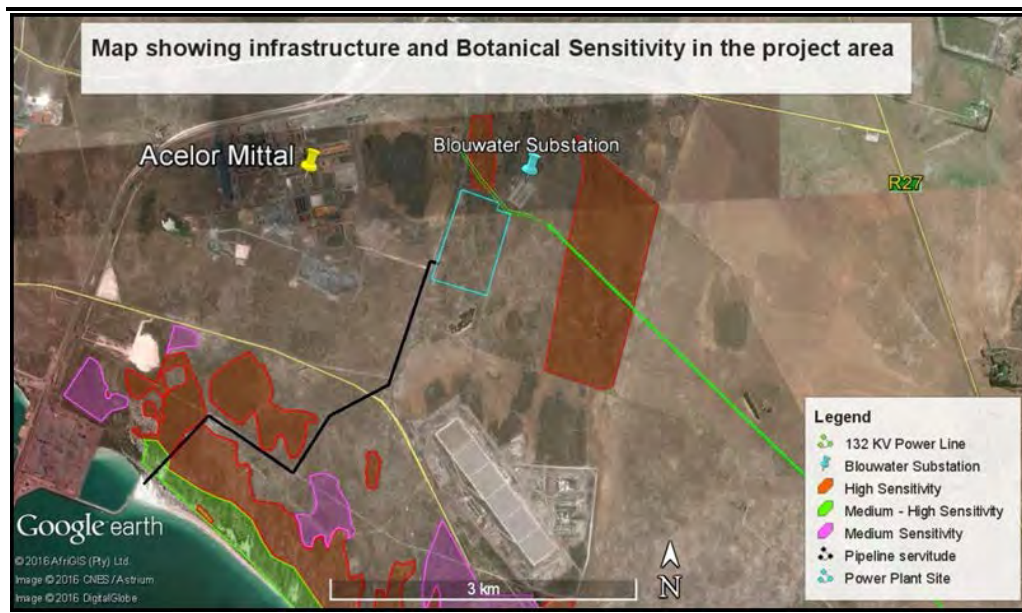 Map showing infrastructure and Botanical Sensitivity in the project area
Acelor Mittal
Blouwater Substation
R27
Legend
132 KV Power Line
Blouwater Substation
High Sensitivity
Medium - High Sensitivity
Medium Sensitivity
Pipeline servitude
Power Plant Site
Google earth
©2016 AfriGIS (Pty) Ltd.
Image ©2016 CNES / Astrium
Image ©2016 DigitalGlobe
3 km
N